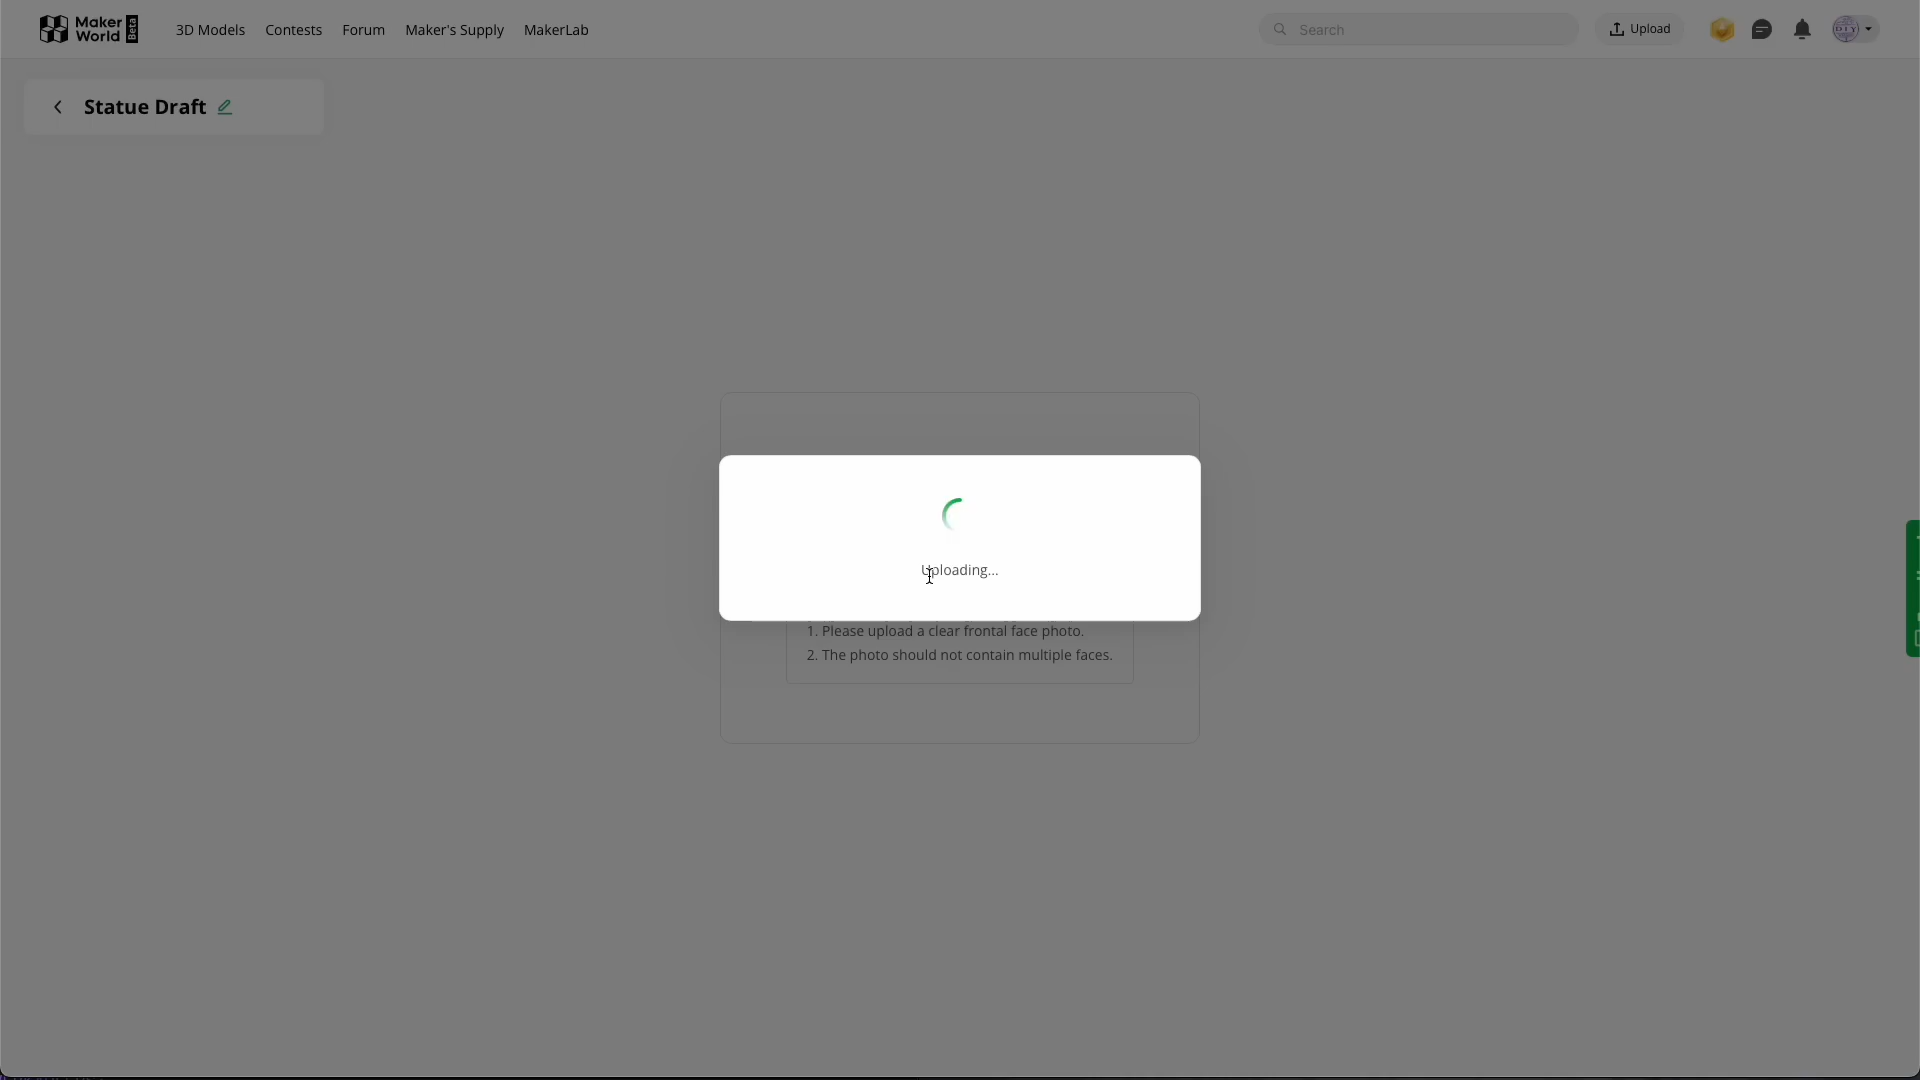 Maker
World
Beta
3D Models
Contests
Forum
Maker's Supply
MakerLab
Search
Upload
DIY
Statue Draft
Uploading...
1. Please upload a clear frontal face photo.
2. The photo should not contain multiple faces.